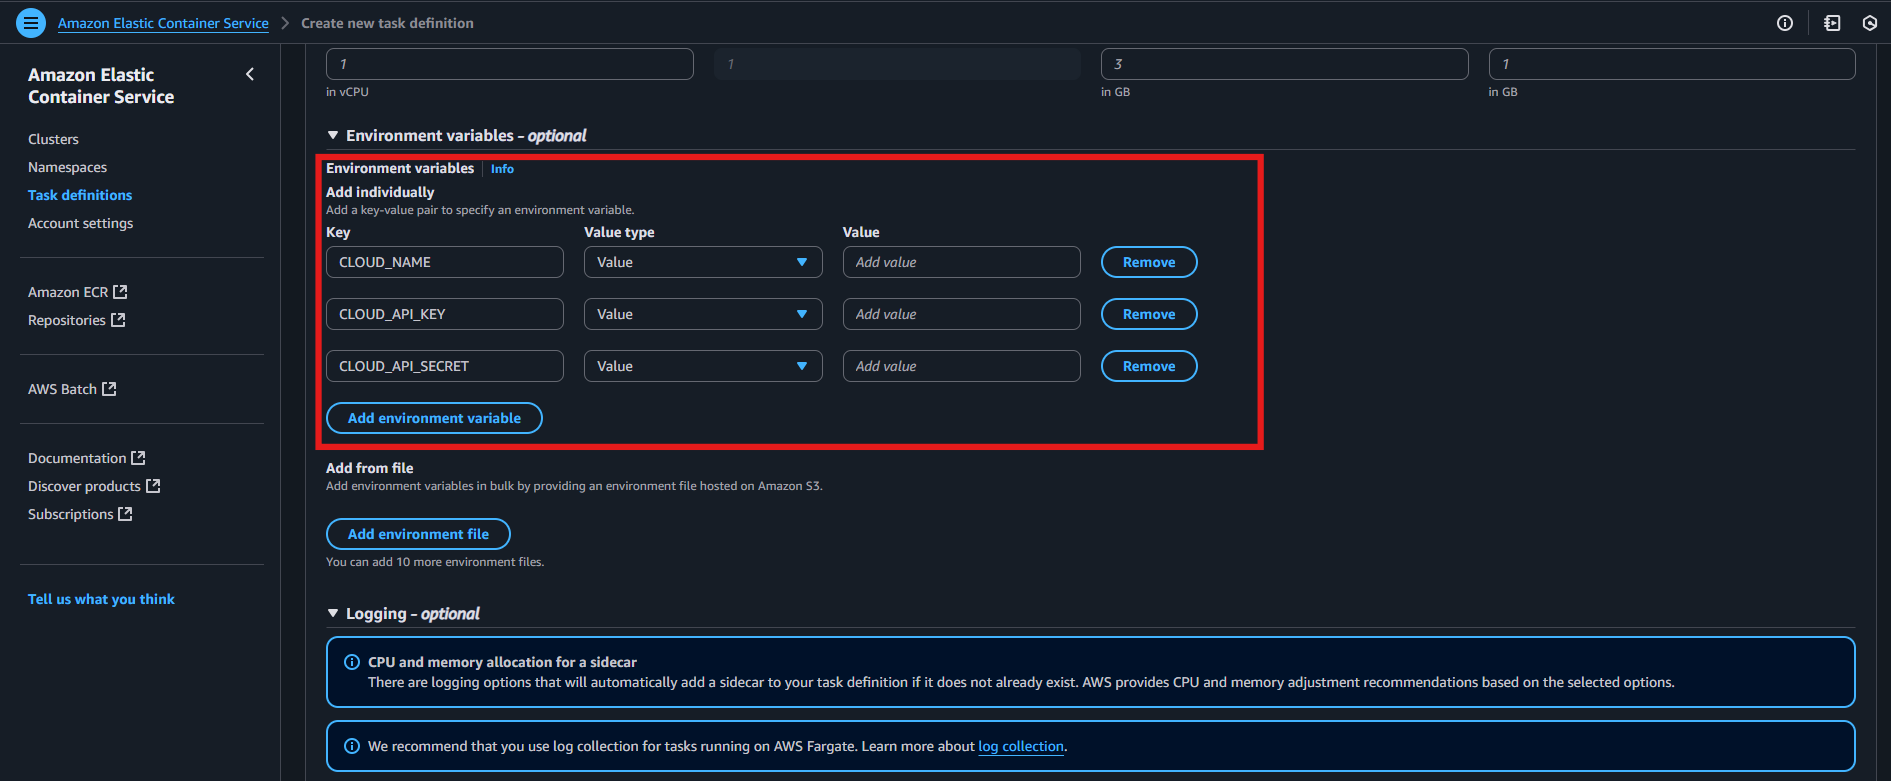 Amazon Elastic Container Service > Create new task definition
Amazon Elastic
Container Service
Clusters
Namespaces
Task definitions
Account settings
Amazon ECR
Repositories
AWS Batch
Documentation
Discover products
Subscriptions
Tell us what you think
1 1 3 1
in vCPU in GB in GB
Environment variables - optional
Environment variables Info
Add individually
Add a key-value pair to specify an environment variable.
Key Value type Value
CLOUD_NAME Value Add value Remove
CLOUD_API_KEY Value Add value Remove
CLOUD_API_SECRET Value Add value Remove
Add environment variable
Add from file
Add environment variables in bulk by providing an environment file hosted on Amazon S3.
Add environment file
You can add 10 more environment files.
Logging - optional
CPU and memory allocation for a sidecar
There are logging options that will automatically add a sidecar to your task definition if it does not already exist. AWS provides CPU and memory adjustment recommendations based on the selected options.
We recommend that you use log collection for tasks running on AWS Fargate. Learn more about log collection.